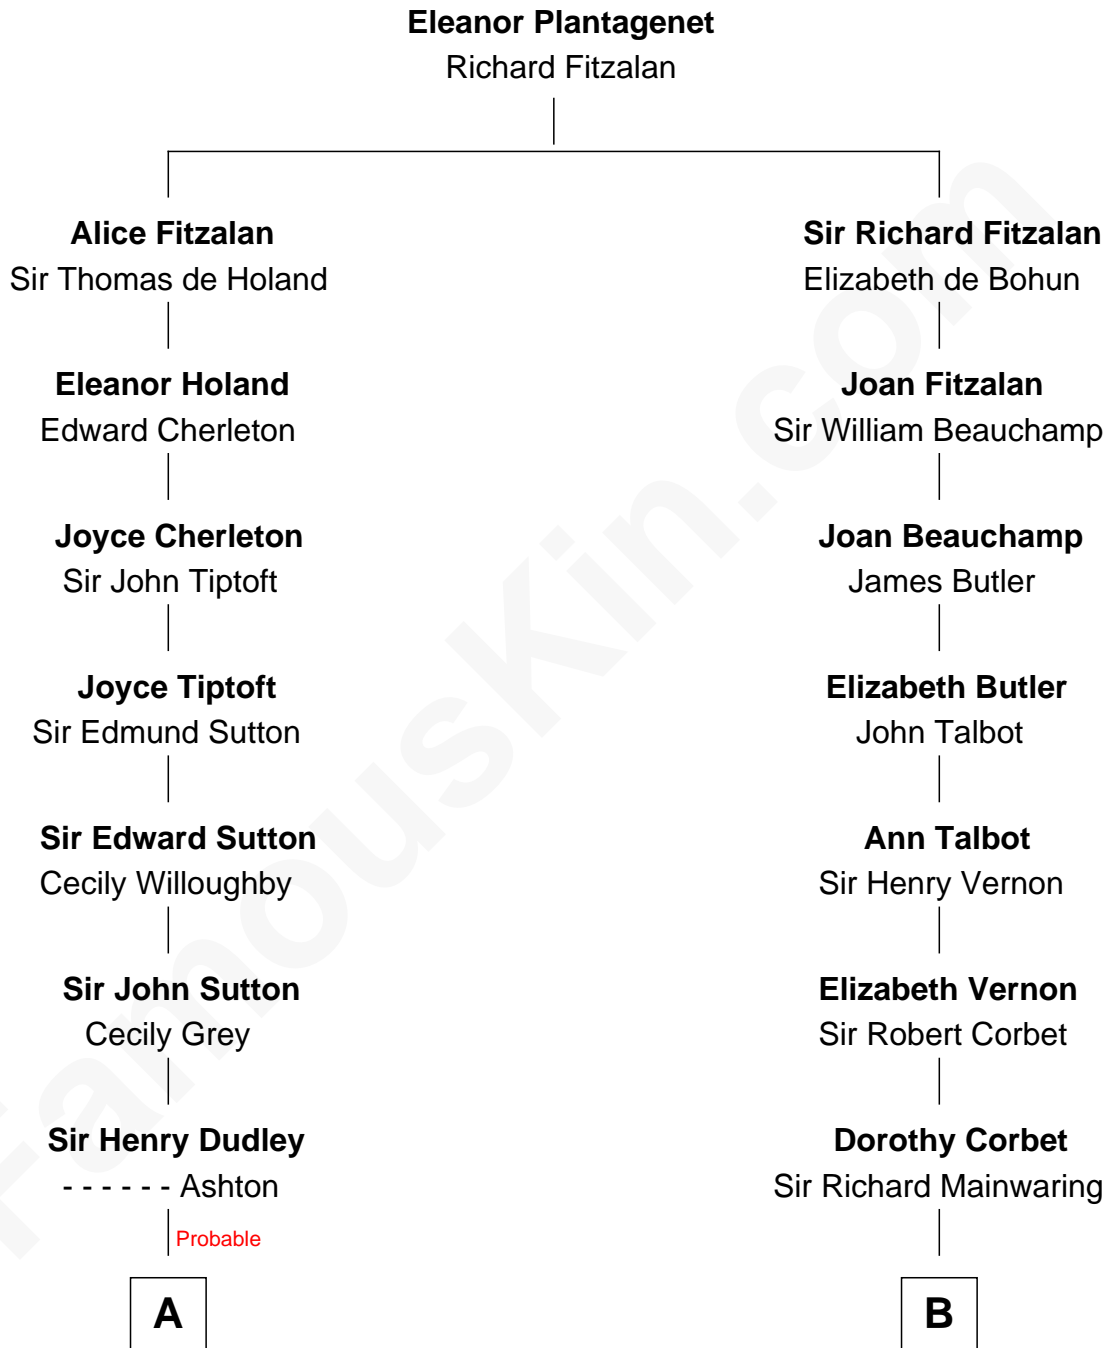 Eleanor Plantagenet
Richard Fitzalan
Alice Fitzalan
Sir Thomas de Holand
Sir Richard Fitzalan
Elizabeth de Bohun
Eleanor Holand
Edward Cherleton
Joan Fitzalan
Sir William Beauchamp
Joyce Cherleton
Sir John Tiptoft
Joan Beauchamp
James Butler
Joyce Tiptoft
Sir Edmund Sutton
Elizabeth Butler
John Talbot
Sir Edward Sutton
Cecily Willoughby
Ann Talbot
Sir Henry Vernon
Sir John Sutton
Cecily Grey
Elizabeth Vernon
Sir Robert Corbet
Sir Henry Dudley
- - - - - - Ashton
Dorothy Corbet
Sir Richard Mainwaring
Probable
A
B
FamousKin.com